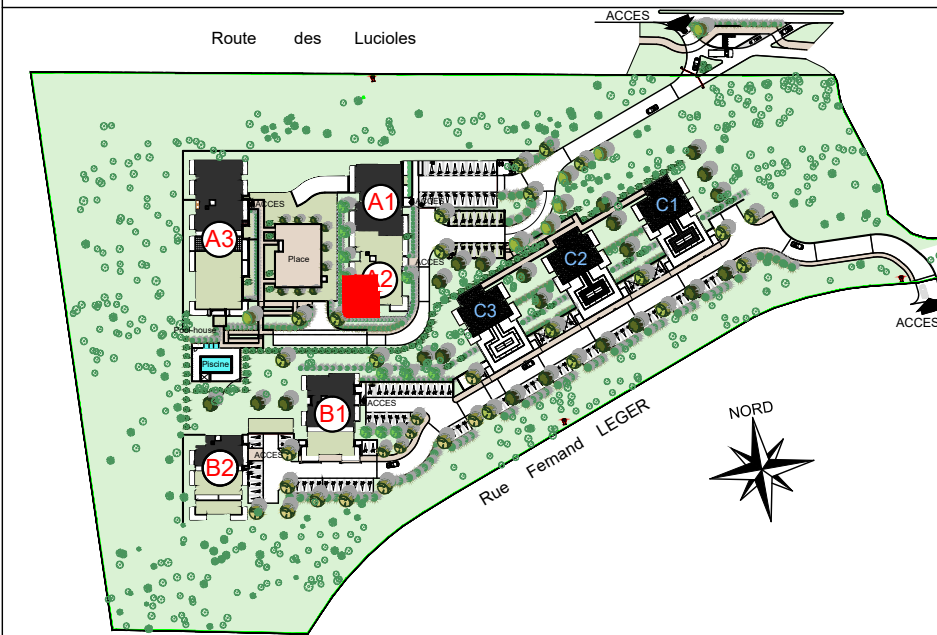 ACCES
Route des Lucioles
A1
C1
ACCES
ACCES
A3
Place
C2
ACCES
A2
C3
ACCES
Pool-house
Piscine
B1
ACCES
NORD
Rue Fernand LEGER
ACCES
B2